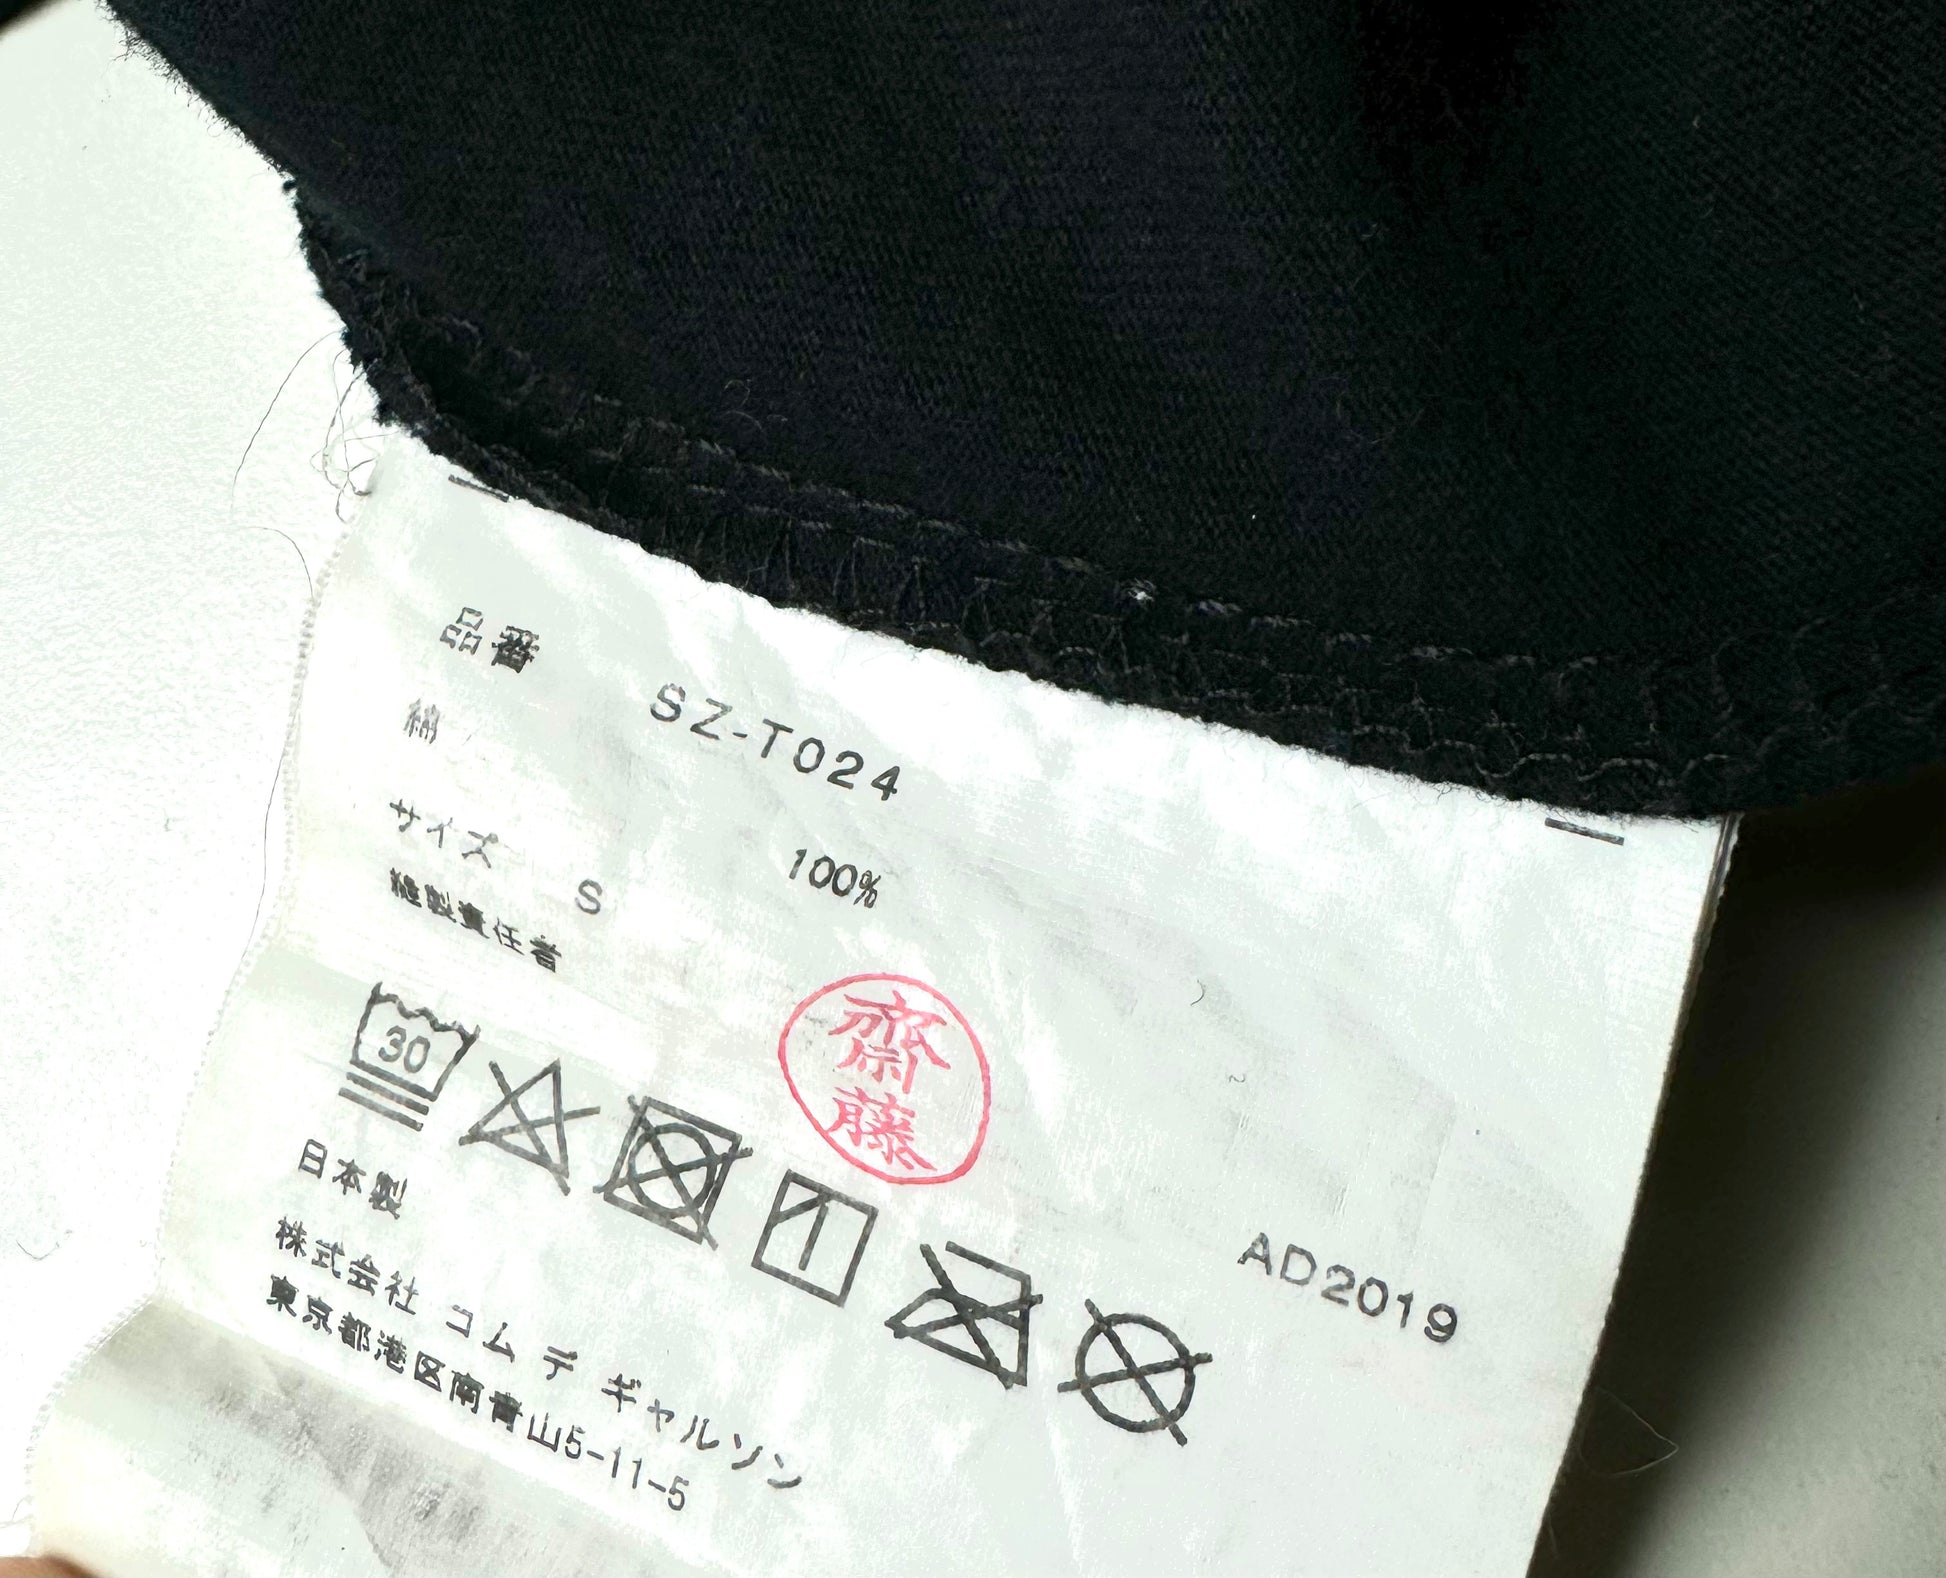 品番 SZ-T024
綿 100%
サイズ S
縫製責任者
齋藤
30
日本製 AD2019
株式会社 コム デ ギャルソン
東京都港区南青山5-11-5